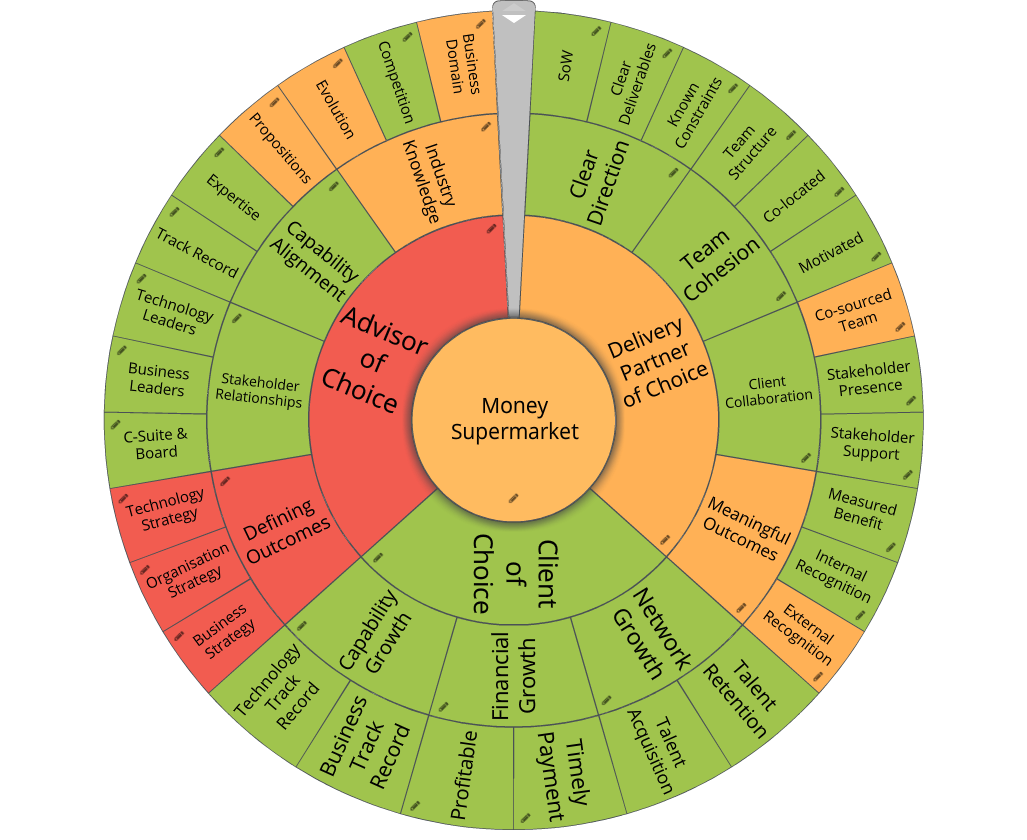 Money
Supermarket
Delivery
Partner
of Choice
Client
of
Choice
Advisor
of
Choice
Clear
Direction
Team
Cohesion
Client
Collaboration
Meaningful
Outcomes
Network
Growth
Financial
Growth
Capability
Growth
Defining
Outcomes
Stakeholder
Relationships
Capability
Alignment
Industry
Knowledge
SoW
Clear
Deliverables
Known
Constraints
Team
Structure
Co-located
Motivated
Co-sourced
Team
Stakeholder
Presence
Stakeholder
Support
Measured
Benefit
Internal
Recognition
External
Recognition
Talent
Retention
Talent
Acquisition
Timely
Payment
Profitable
Business
Track
Record
Technology
Track
Record
Business
Strategy
Organisation
Strategy
Technology
Strategy
C-Suite &
Board
Business
Leaders
Technology
Leaders
Track Record
Expertise
Propositions
Evolution
Competition
Business
Domain